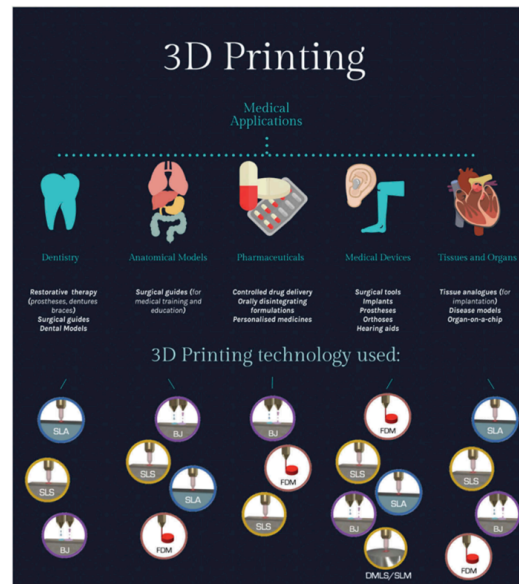 3D Printing
Medical
Applications
Dentistry
Restorative therapy
(prostheses, dentures
braces)
Surgical guides
Dental Models
Anatomical Models
Surgical guides (for
medical training and
education)
Pharmaceuticals
Controlled drug delivery
Orally disintegrating
formulations
Personalised medicines
Medical Devices
Surgical tools
Implants
Prostheses
Orthoses
Hearing aids
Tissues and Organs
Tissue analogues (for
implantation)
Disease models
Organ-on-a-chip
3D Printing technology used:
SLA
SLS
BJ
BJ
SLS
SLA
FDM
BJ
FDM
SLS
FDM
SLS
SLA
BJ
DMLS/SLM
SLA
SLS
BJ
FDM